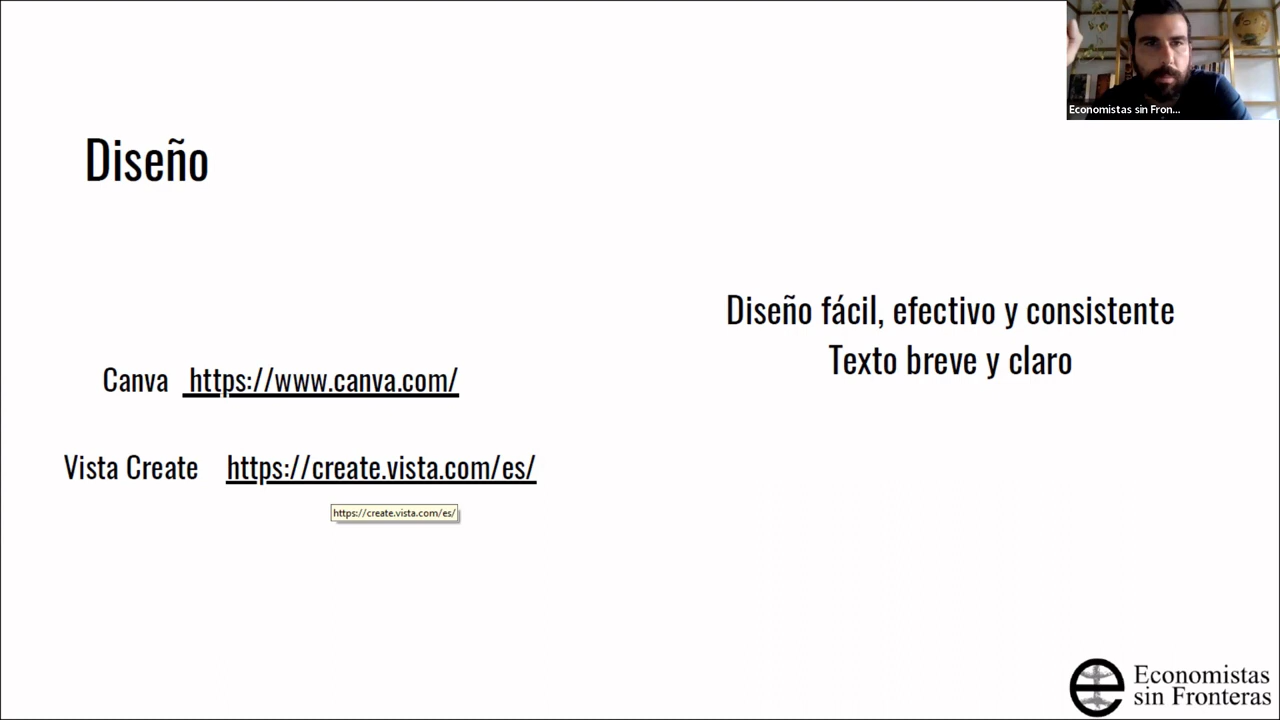 Economistas sin Fron...
Diseño
Diseño fácil, efectivo y consistente
Texto breve y claro
Canva https://www.canva.com/
Vista Create https://create.vista.com/es/
https://create.vista.com/es/
Economistas
sin Fronteras